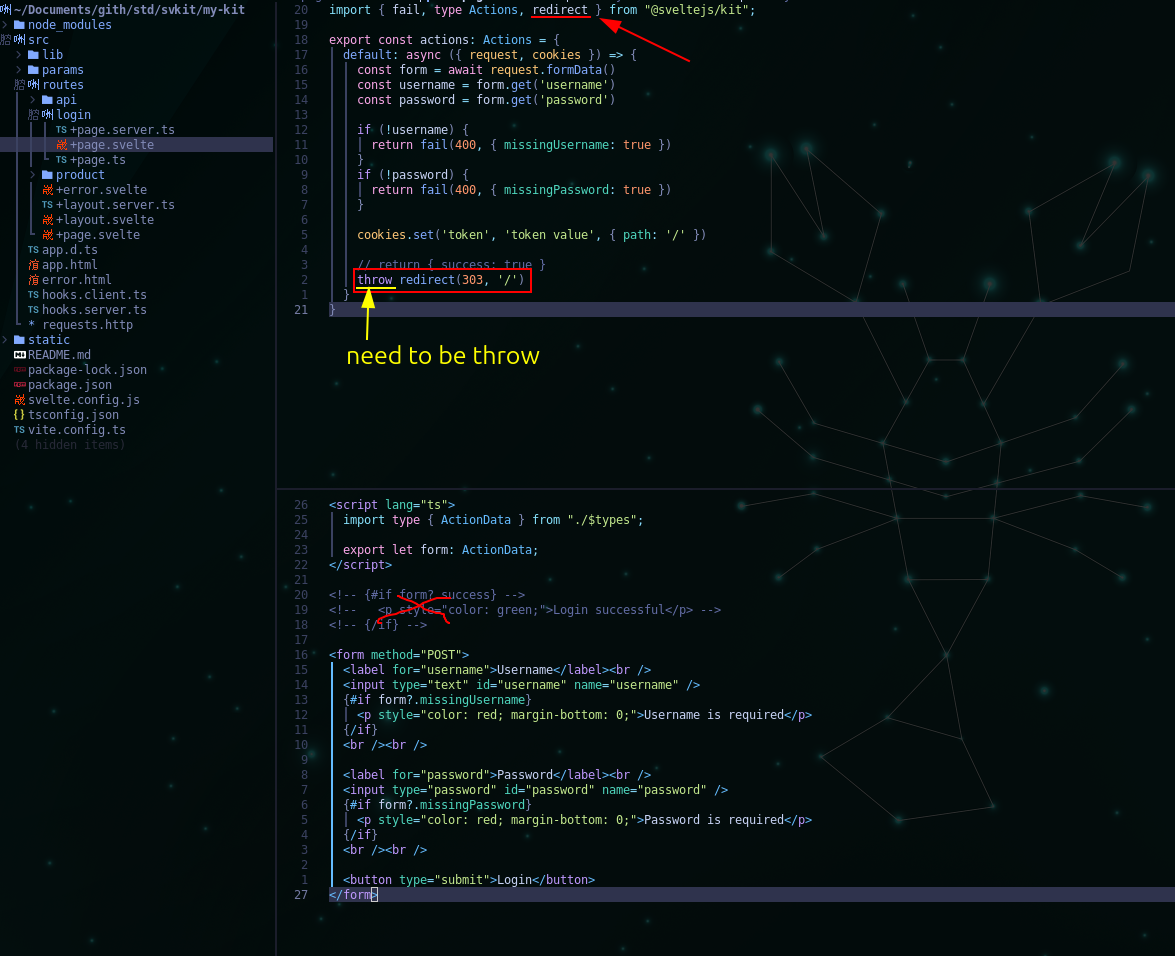 ~/Documents/gith/std/svkit/my-kit
node_modules
src
lib
params
routes
api
login
TS +page.server.ts
+page.svelte
TS +page.ts
product
+error.svelte
TS +layout.server.ts
+layout.svelte
+page.svelte
TS app.d.ts
app.html
error.html
TS hooks.client.ts
TS hooks.server.ts
* requests.http
static
README.md
package-lock.json
package.json
svelte.config.js
{} tsconfig.json
TS vite.config.ts
(4 hidden items)
20 import { fail, type Actions, redirect } from "@sveltejs/kit";
19
18 export const actions: Actions = {
17 default: async ({ request, cookies }) => {
16 const form = await request.formData()
15 const username = form.get('username')
14 const password = form.get('password')
13
12 if (!username) {
11 return fail(400, { missingUsername: true })
10 }
9 if (!password) {
8 return fail(400, { missingPassword: true })
7 }
6
5 cookies.set('token', 'token value', { path: '/' })
4
3 // return { success: true }
2 throw redirect(303, '/')
1 }
21 }
need to be throw
26 <script lang="ts">
25 import type { ActionData } from "./$types";
24
23 export let form: ActionData;
22 </script>
21
20 <!-- {#if form?.success} -->
19 <!-- <p style="color: green;">Login successful</p> -->
18 <!-- {/if} -->
17
16 <form method="POST">
15 <label for="username">Username</label><br />
14 <input type="text" id="username" name="username" />
13 {#if form?.missingUsername}
12 <p style="color: red; margin-bottom: 0;">Username is required</p>
11 {/if}
10 <br /><br />
9
8 <label for="password">Password</label><br />
7 <input type="password" id="password" name="password" />
6 {#if form?.missingPassword}
5 <p style="color: red; margin-bottom: 0;">Password is required</p>
4 {/if}
3 <br /><br />
2
1 <button type="submit">Login</button>
27 </form>